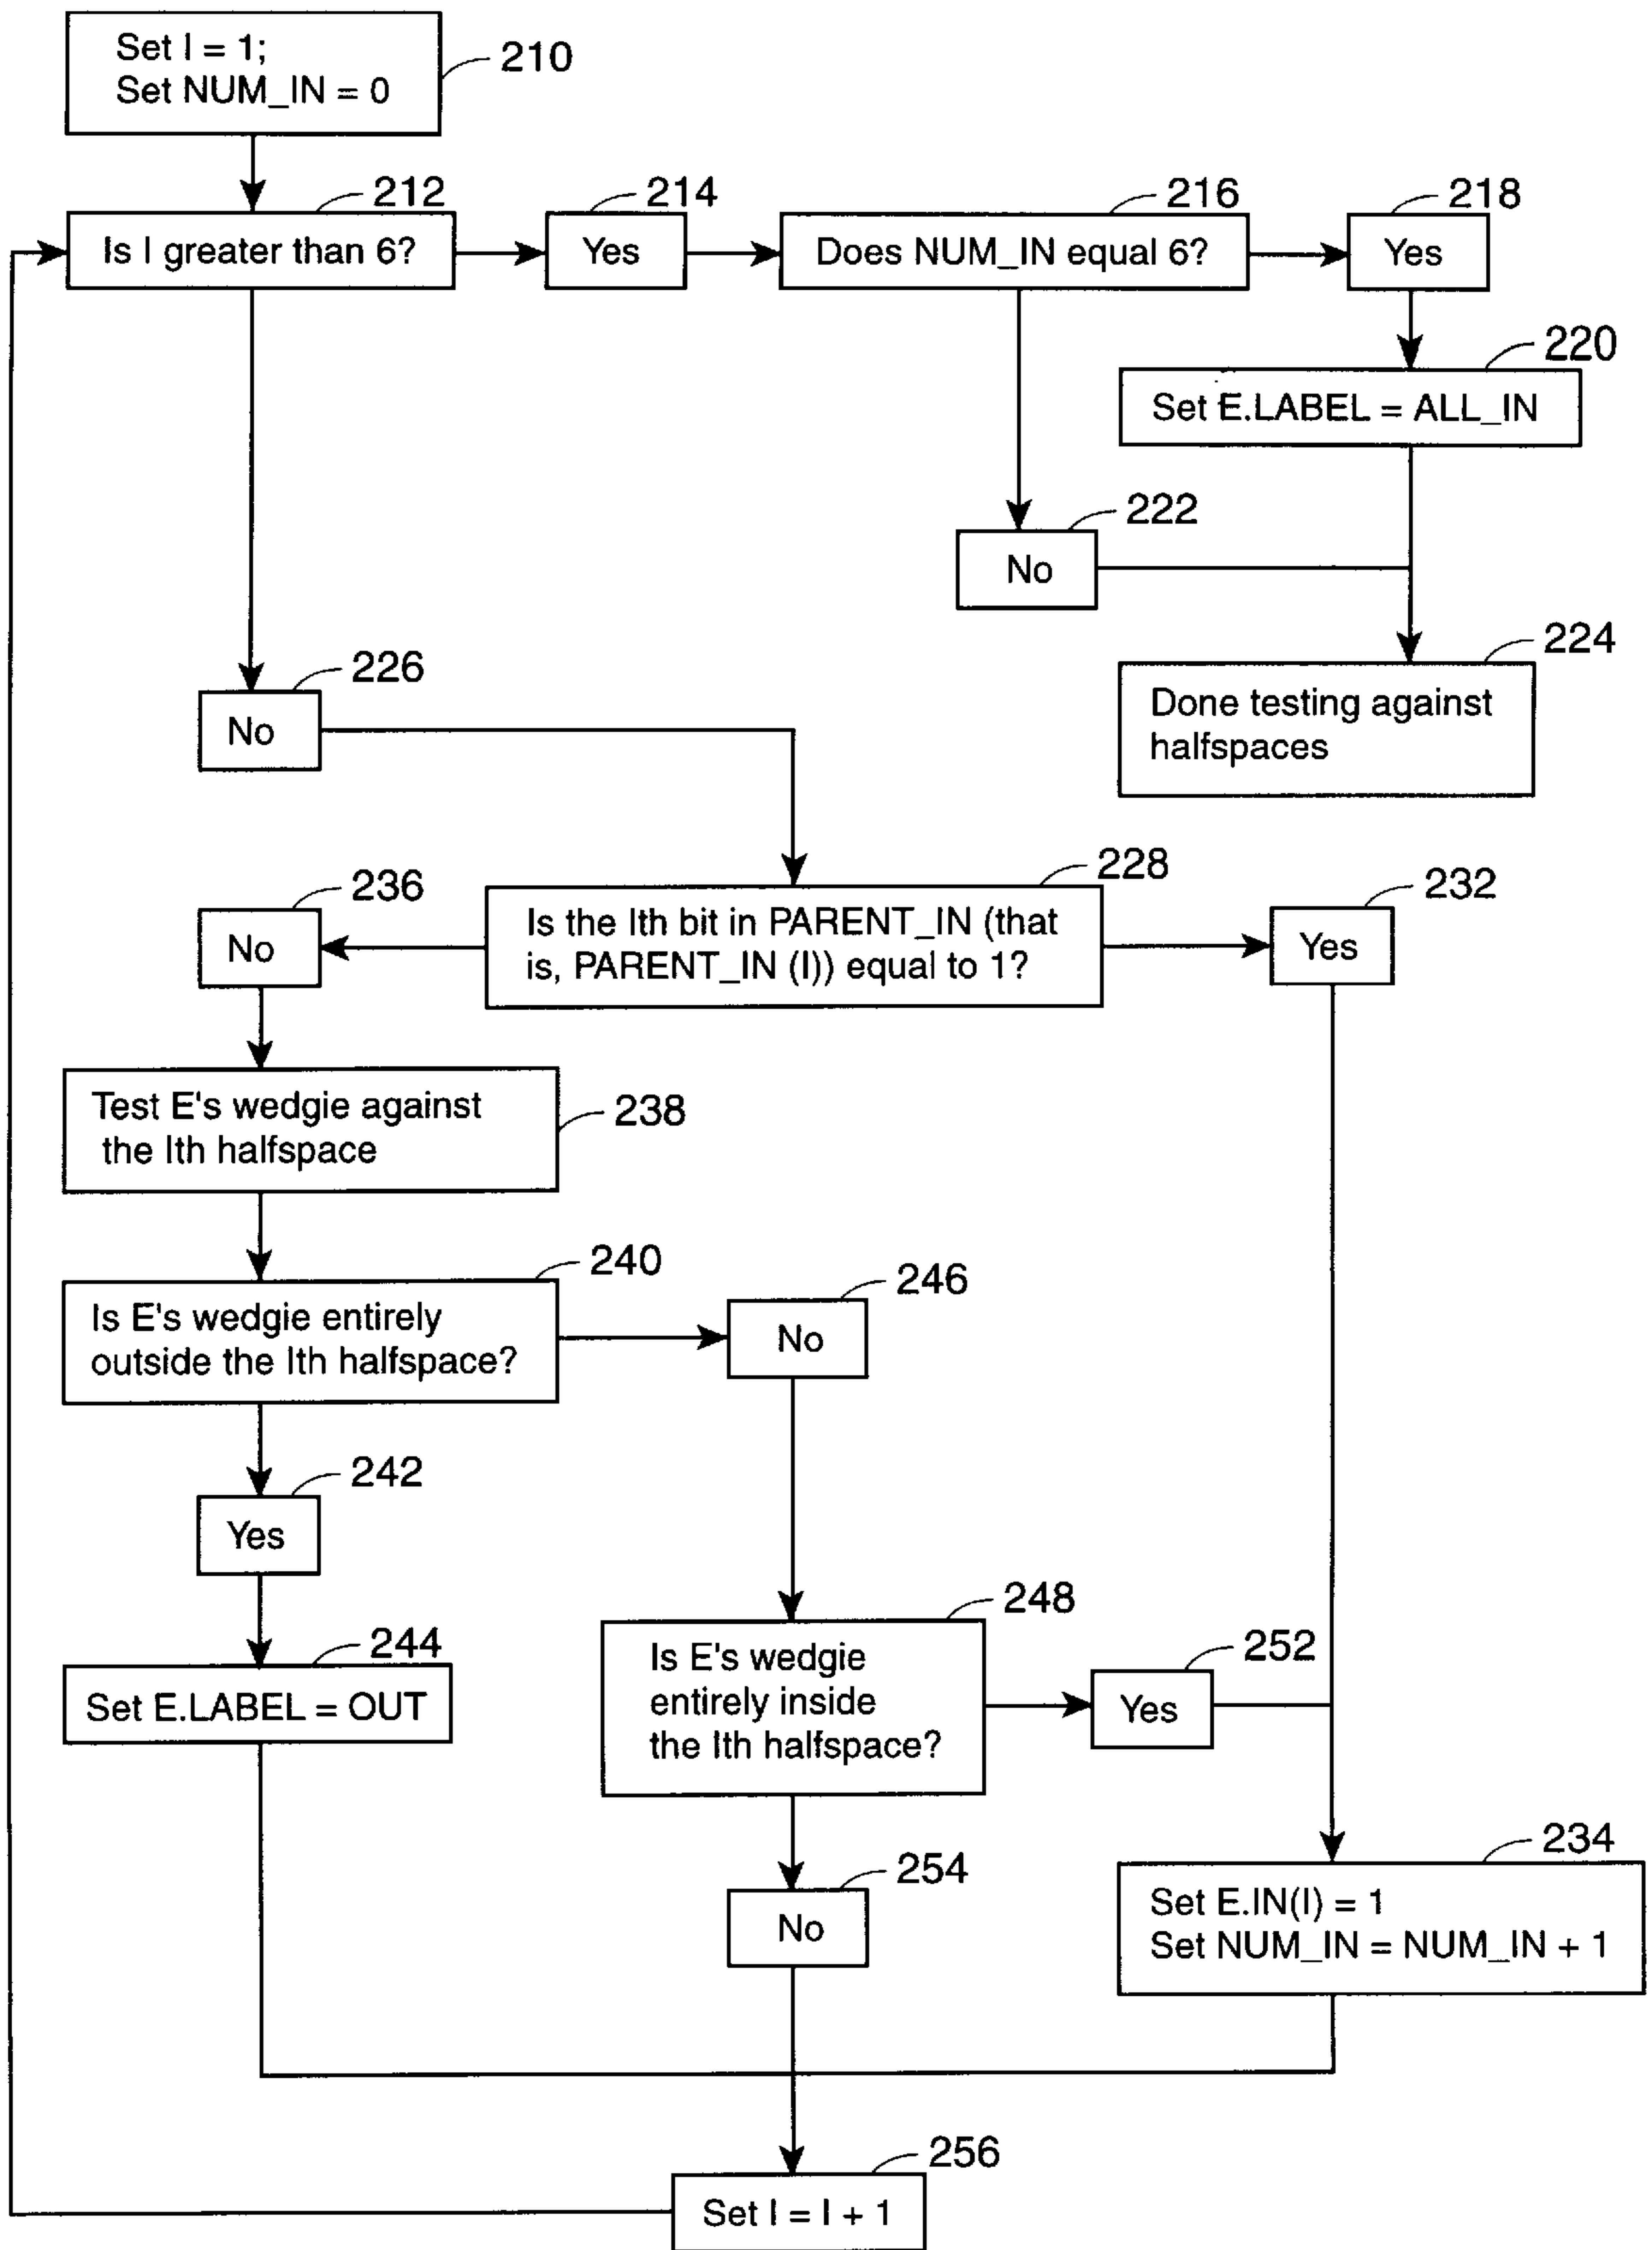 Set I = 1;
Set NUM_IN = 0
210
212
Is I greater than 6?
214
Yes
216
Does NUM_IN equal 6?
218
Yes
220
Set E.LABEL = ALL_IN
222
No
224
Done testing against
halfspaces
226
No
228
Is the Ith bit in PARENT_IN (that
is, PARENT_IN (I)) equal to 1?
232
Yes
236
No
Test E's wedgie against
the Ith halfspace
238
240
Is E's wedgie entirely
outside the Ith halfspace?
246
No
242
Yes
244
Set E.LABEL = OUT
248
Is E's wedgie
entirely inside
the Ith halfspace?
252
Yes
254
No
234
Set E.IN(I) = 1
Set NUM_IN = NUM_IN + 1
256
Set I = I + 1